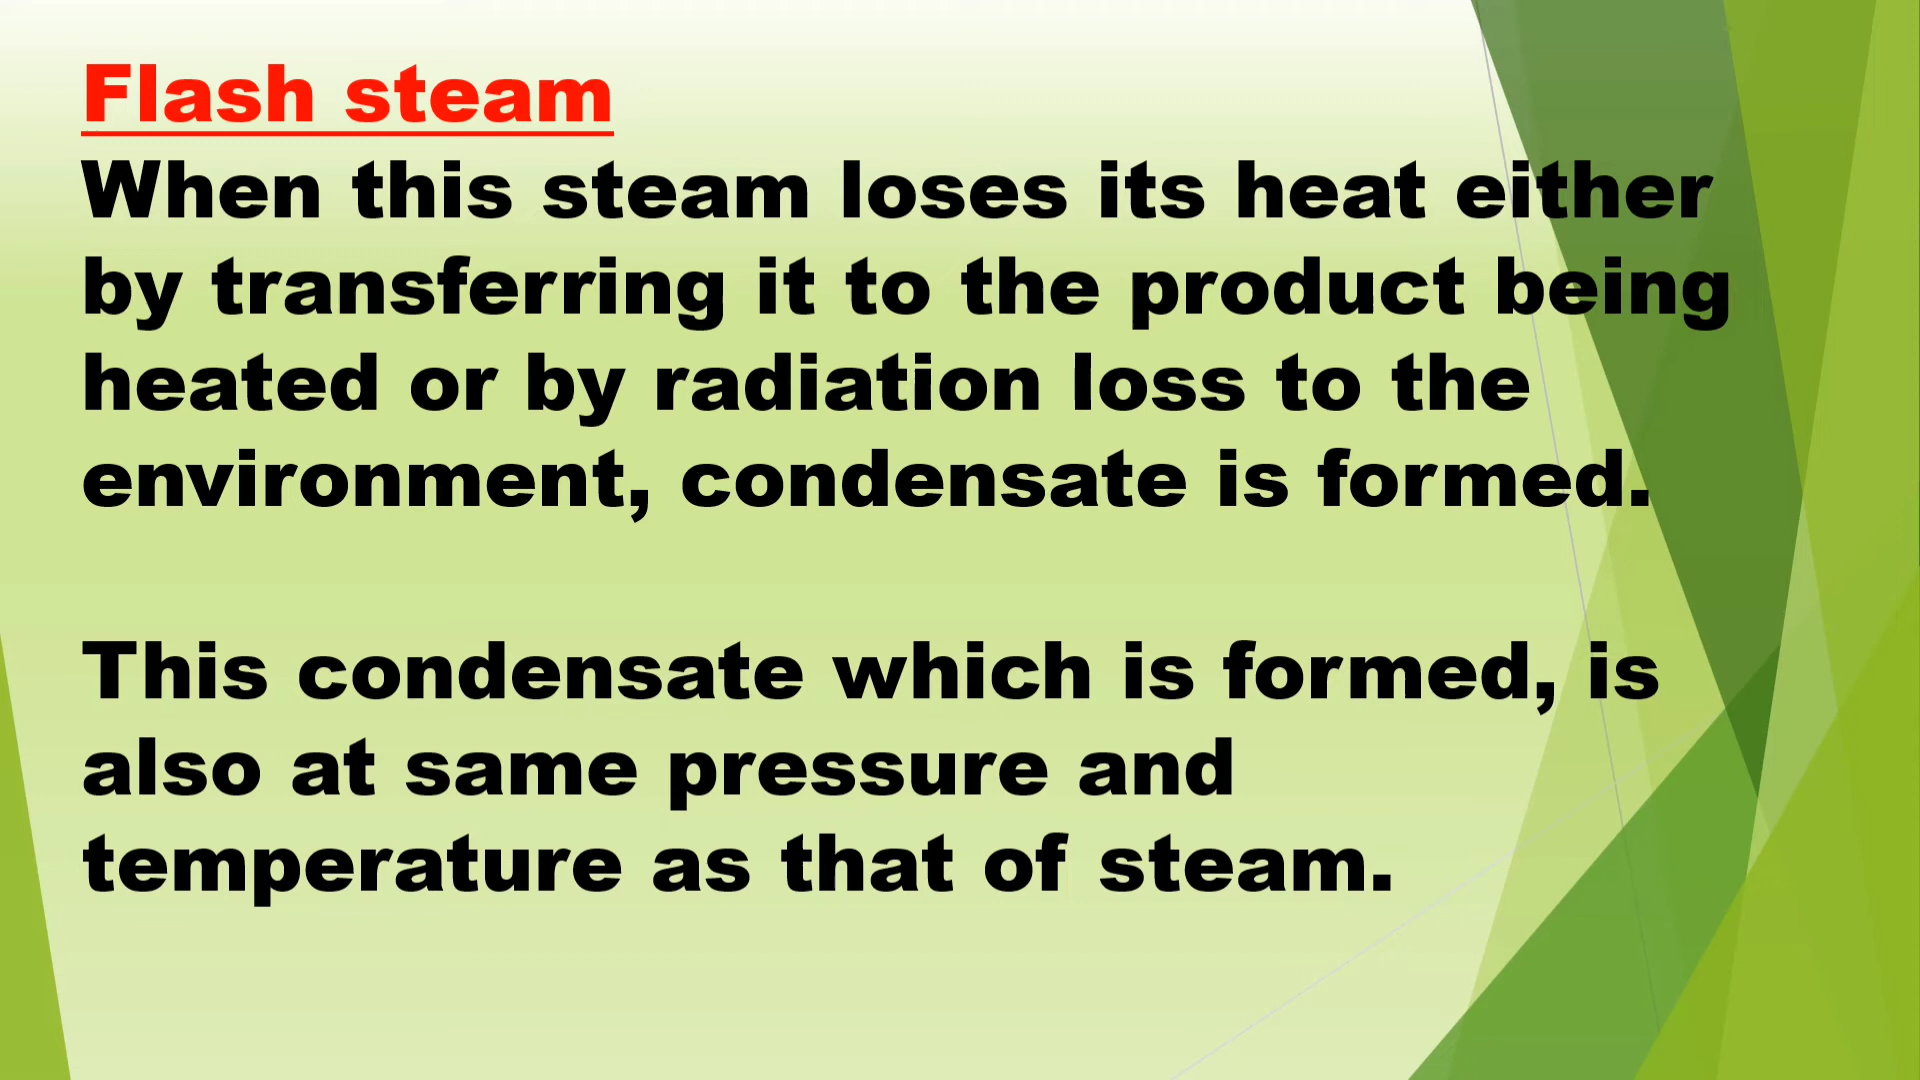 Flash steam
When this steam loses its heat either
by transferring it to the product being
heated or by radiation loss to the
environment, condensate is formed.
This condensate which is formed, is
also at same pressure and
temperature as that of steam.